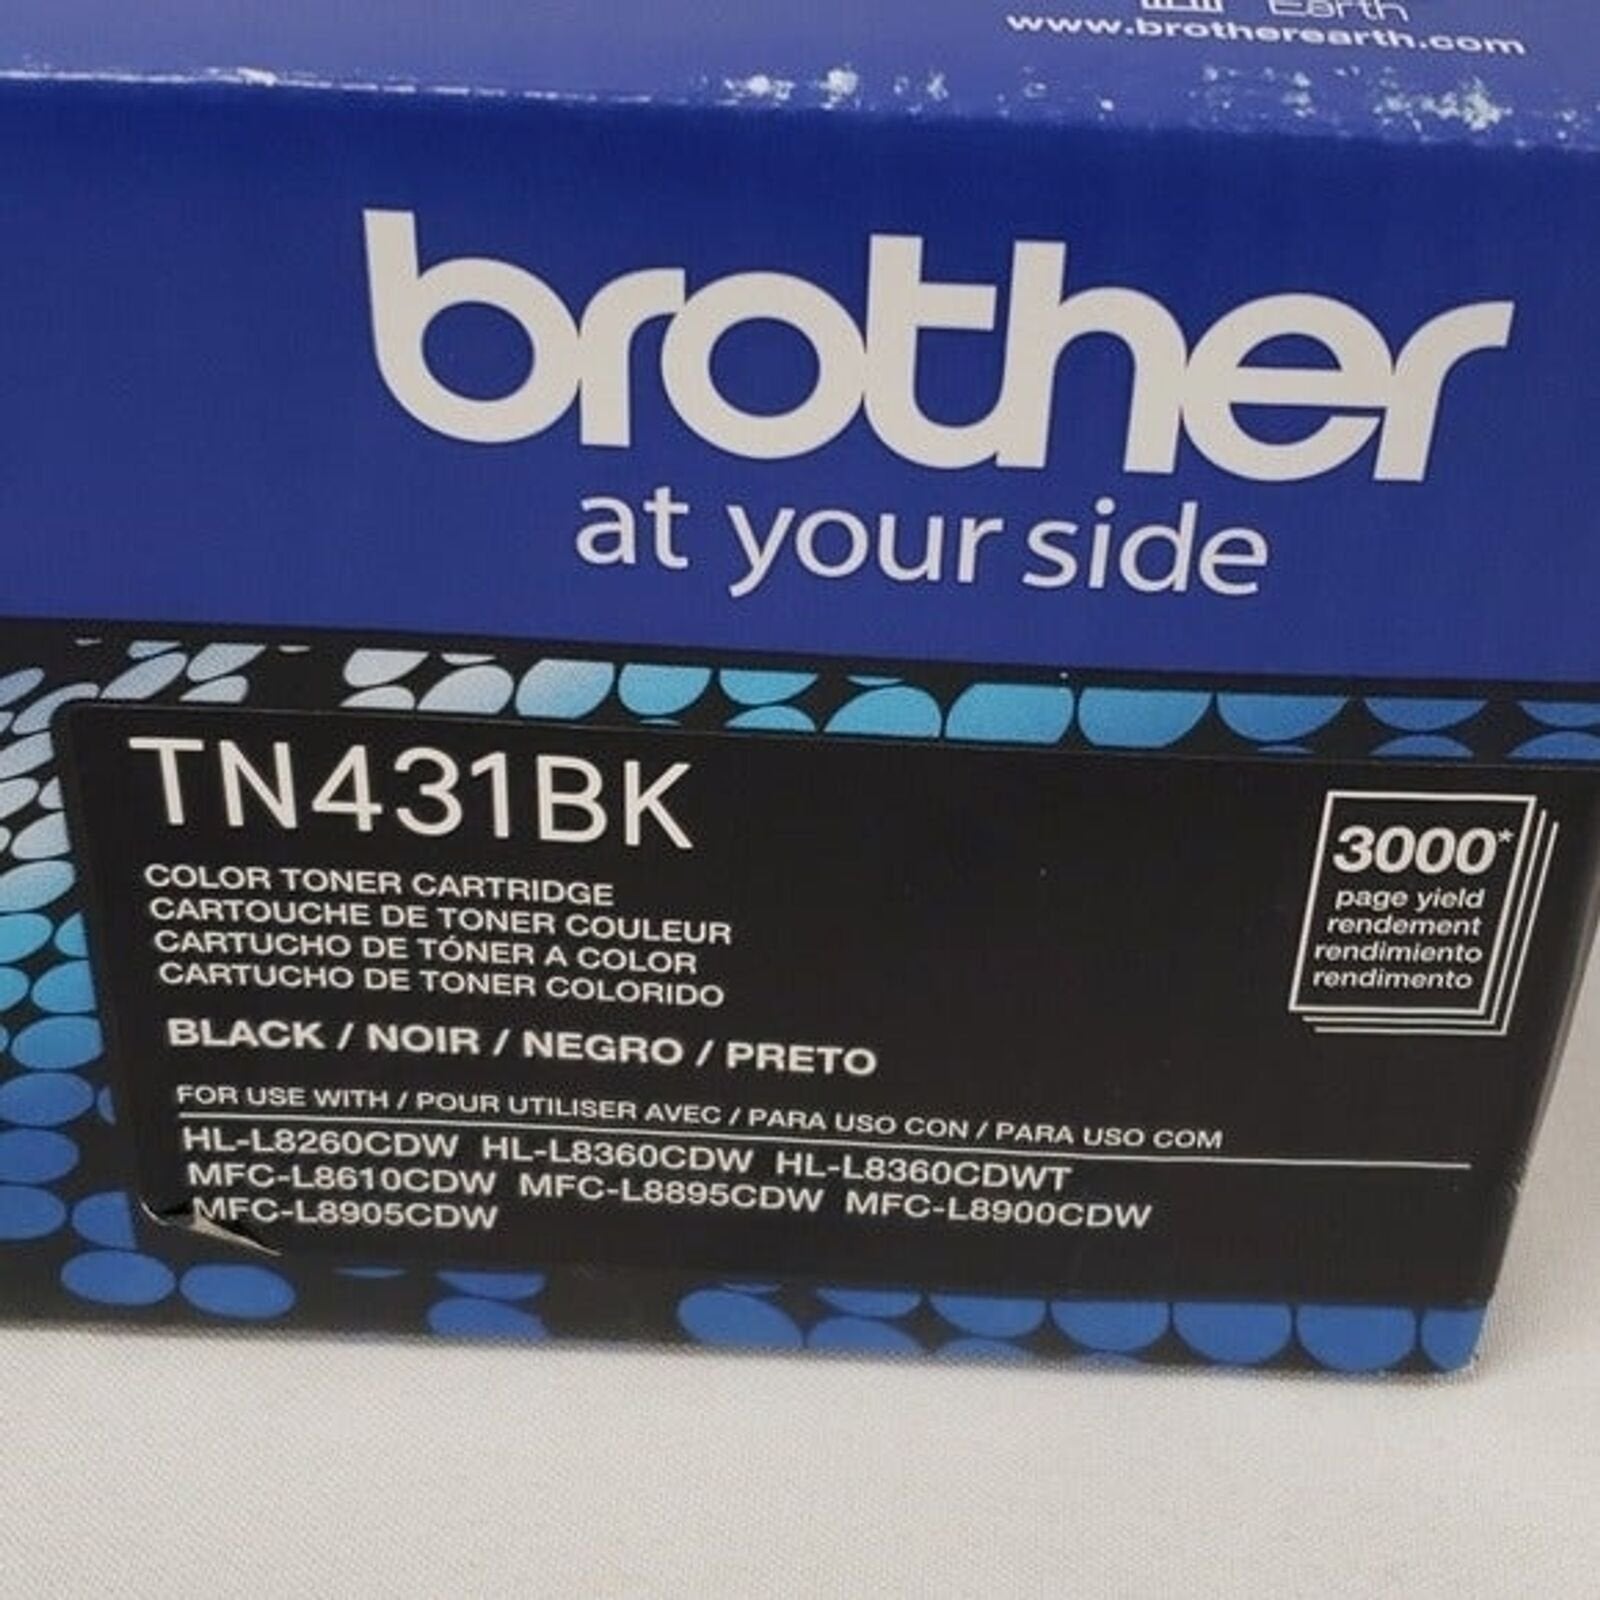 Earth
www.brotherearth.com
brother
at your side
TN431BK
COLOR TONER CARTRIDGE
CARTOUCHE DE TONER COULEUR
CARTUCHO DE TÓNER A COLOR
CARTUCHO DE TONER COLORIDO
BLACK / NOIR / NEGRO / PRETO
3000*
page yield
rendement
rendimiento
rendimento
FOR USE WITH / POUR UTILISER AVEC / PARA USO CON / PARA USO COM
HL-L8260CDW HL-L8360CDW HL-L8360CDWT
MFC-L8610CDW MFC-L8895CDW MFC-L8900CDW
MFC-L8905CDW